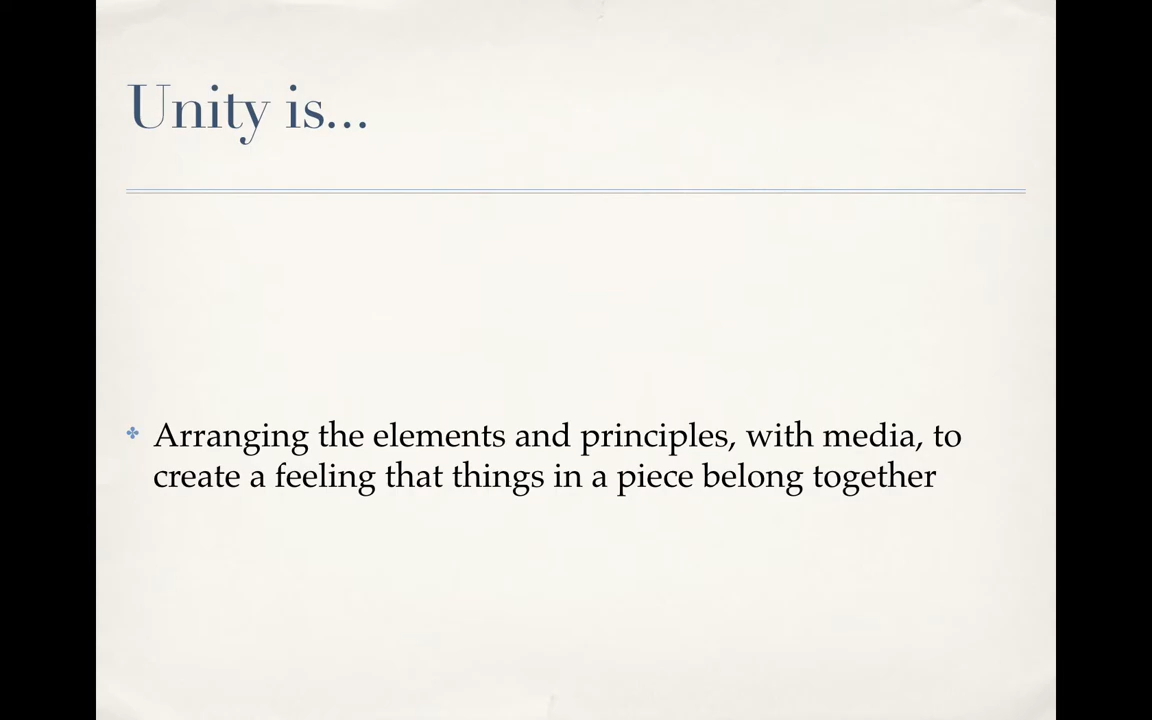 Unity is...
Arranging the elements and principles, with media, to
create a feeling that things in a piece belong together